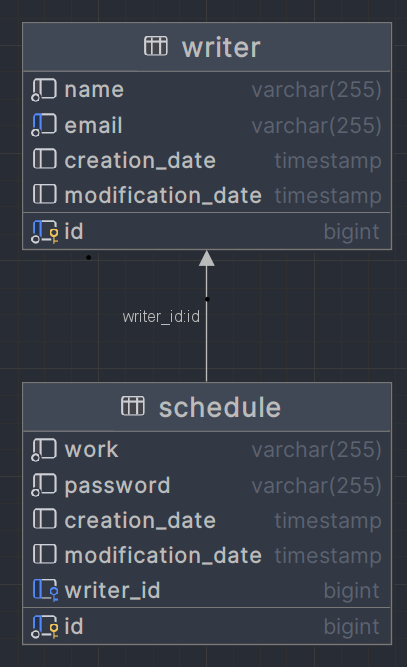 writer
name varchar(255)
email varchar(255)
creation_date timestamp
modification_date timestamp
id bigint
writer_id:id
schedule
work varchar(255)
password varchar(255)
creation_date timestamp
modification_date timestamp
writer_id bigint
id bigint